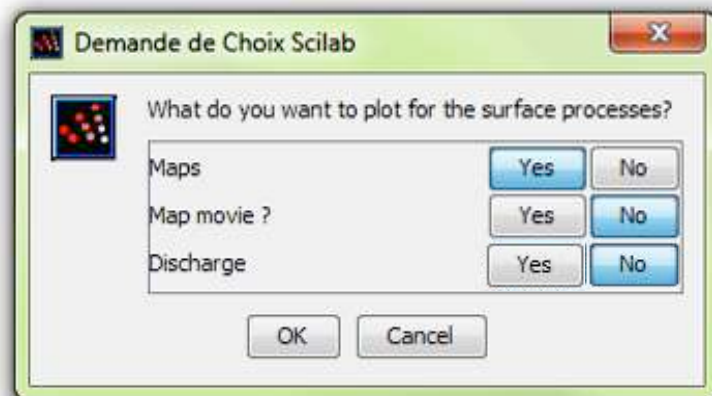 Demande de Choix Scilab
What do you want to plot for the surface processes?
Maps Yes No
Map movie ? Yes No
Discharge Yes No
OK Cancel